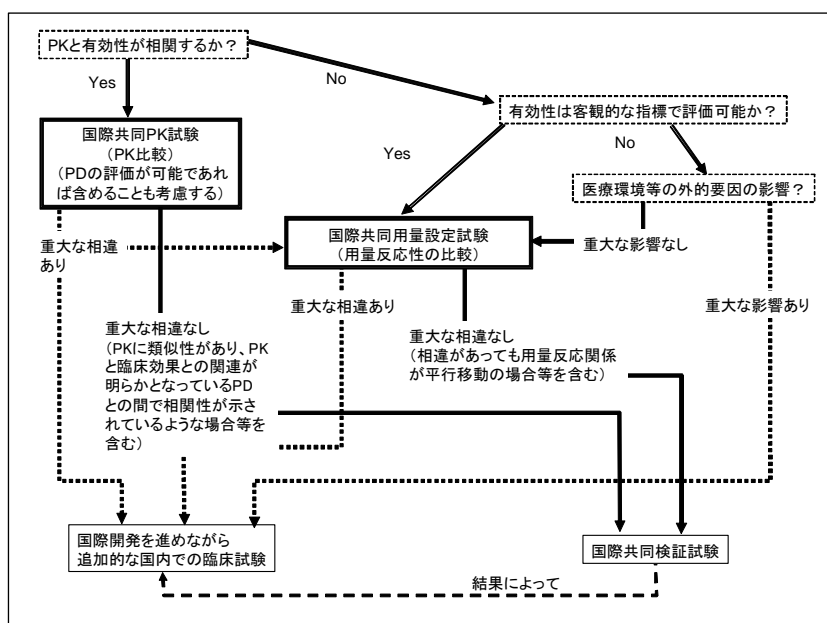 PKと有効性が相関するか？
Yes
No
有効性は客観的な指標で評価可能か？
国際共同PK試験
（PK比較）
（PDの評価が可能であれ
ば含めることも考慮する）
Yes
No
医療環境等の外的要因の影響？
重大な相違
あり
国際共同用量設定試験
（用量反応性の比較）
重大な影響なし
重大な相違あり
重大な影響あり
重大な相違なし
（PKに類似性があり、PK
と臨床効果との関連が
明らかとなっているPD
との間で相関性が示さ
れているような場合等を
含む）
重大な相違なし
（相違があっても用量反応関係
が平行移動の場合等を含む）
国際開発を進めながら
追加的な国内での臨床試験
国際共同検証試験
結果によって